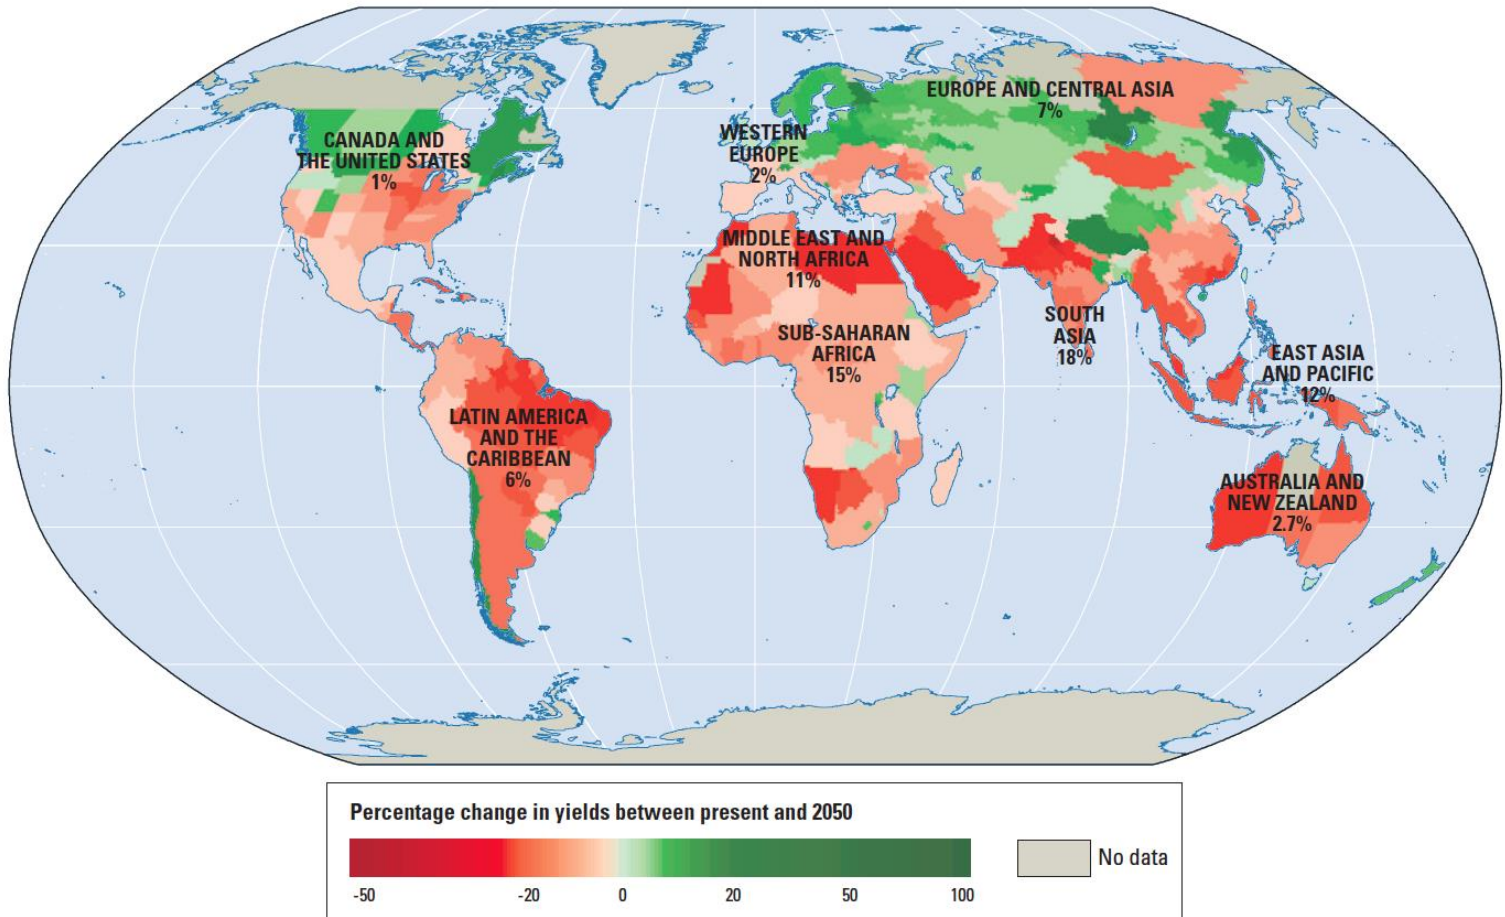 EUROPE AND CENTRAL ASIA
7%
CANADA AND
THE UNITED STATES
1%
WESTERN
EUROPE
2%
MIDDLE EAST AND
NORTH AFRICA
11%
SUB-SAHARAN
AFRICA
15%
SOUTH
ASIA
18%
EAST ASIA
AND PACIFIC
12%
LATIN AMERICA
AND THE
CARIBBEAN
6%
AUSTRALIA AND
NEW ZEALAND
2.7%
Percentage change in yields between present and 2050
No data
-50 -20 0 20 50 100